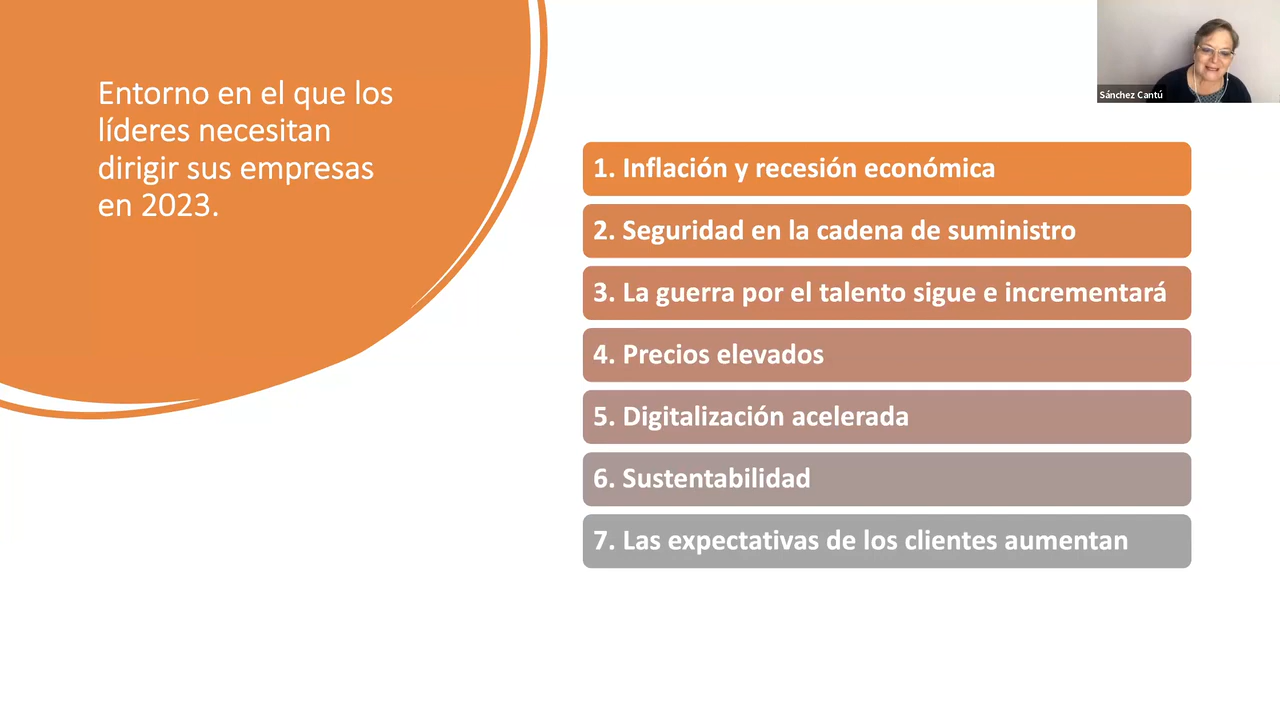 Entorno en el que los
líderes necesitan
dirigir sus empresas
en 2023.
Sánchez Cantú
1. Inflación y recesión económica
2. Seguridad en la cadena de suministro
3. La guerra por el talento sigue e incrementará
4. Precios elevados
5. Digitalización acelerada
6. Sustentabilidad
7. Las expectativas de los clientes aumentan